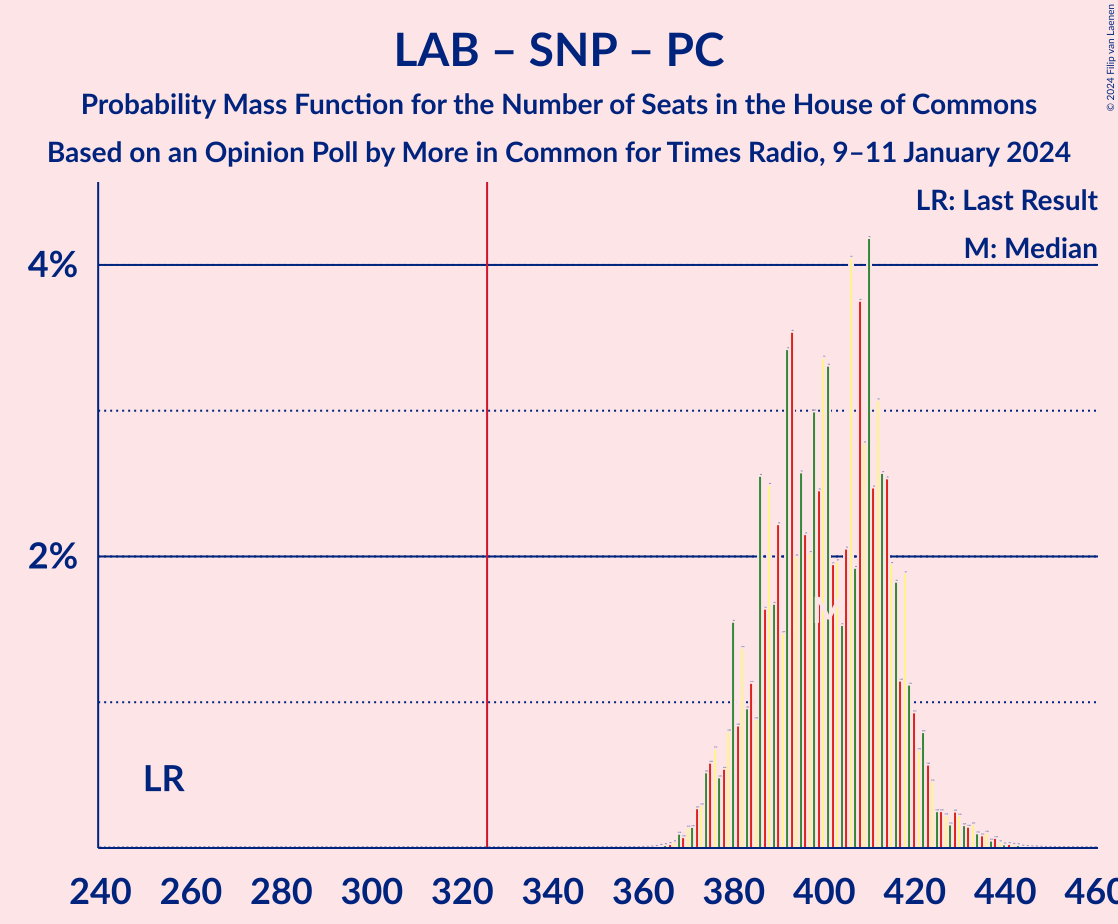 LAB – SNP – PC
Probability Mass Function for the Number of Seats in the House of Commons
Based on an Opinion Poll by More in Common for Times Radio, 9–11 January 2024
© 2024 Filip van Laenen
LR: Last Result
M: Median
4%
2%
M
LR
240 260 280 300 320 340 360 380 400 420 440 460